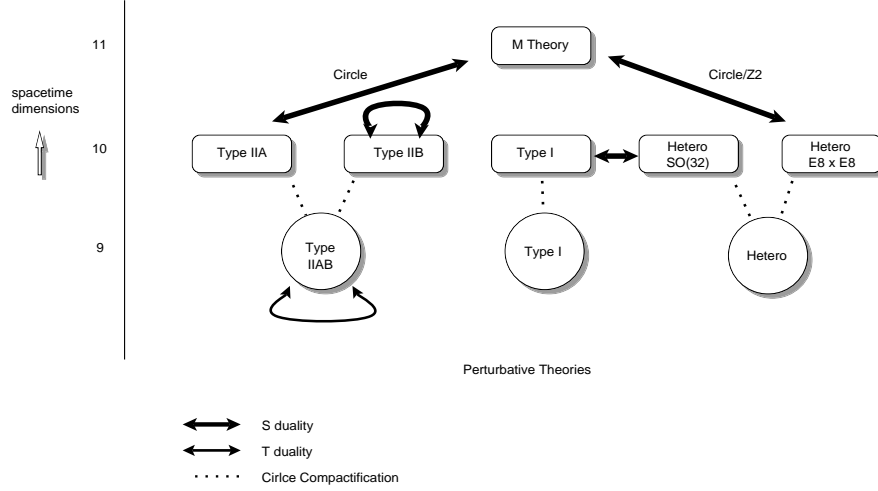 11
M Theory
Circle
Circle/Z2
spacetime
dimensions
10
Type IIA
Type IIB
Type I
Hetero
SO(32)
Hetero
E8 x E8
9
Type
IIAB
Type I
Hetero
Perturbative Theories
S duality
T duality
Cirlce Compactification